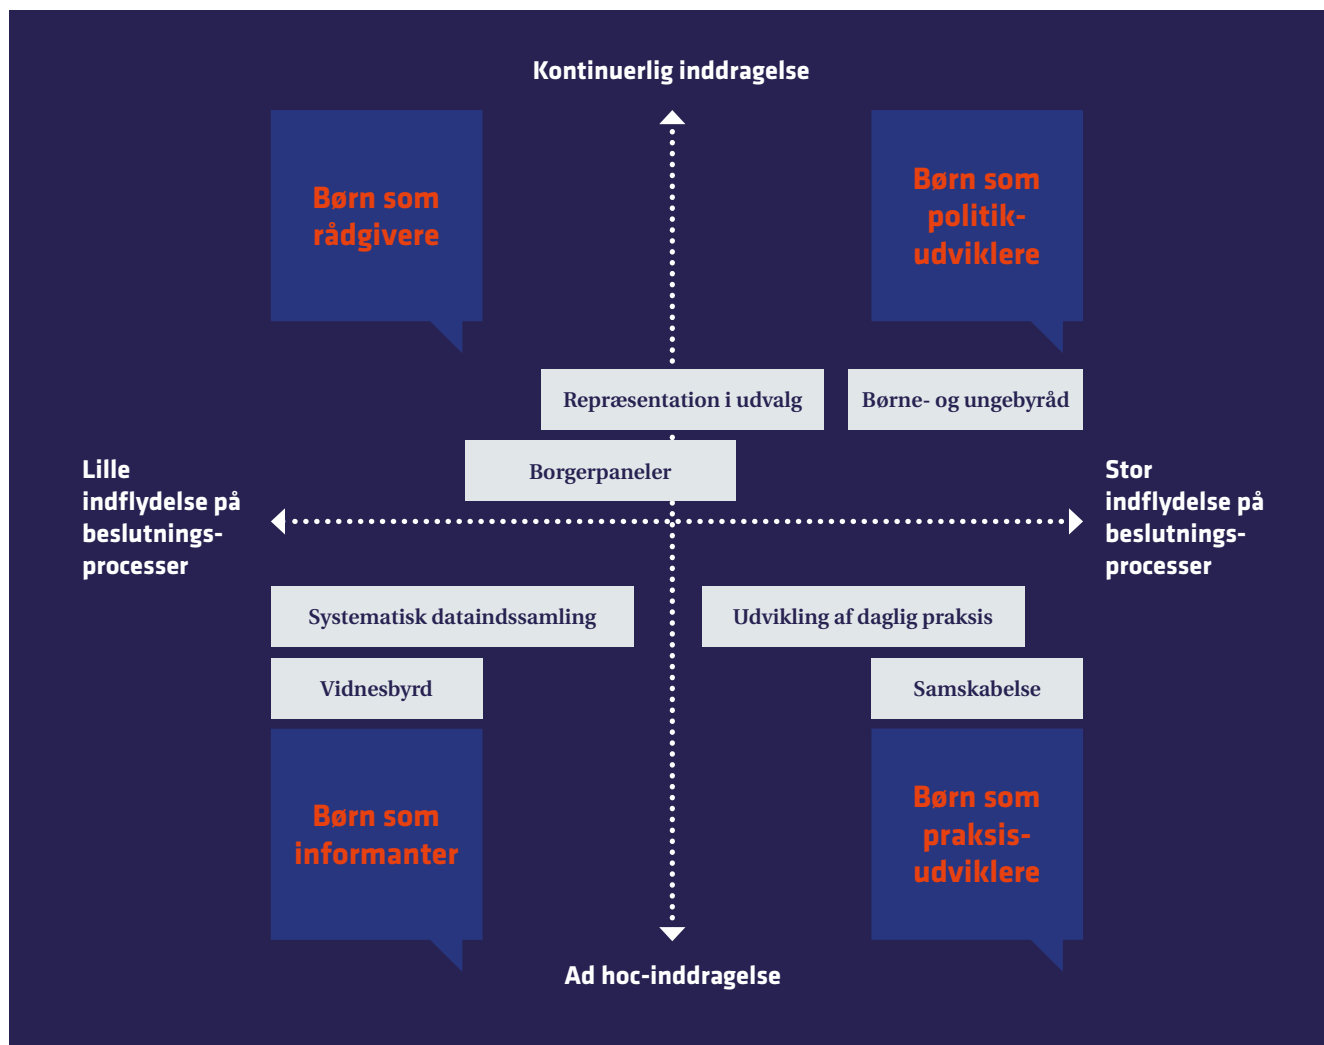 Kontinuerlig inddragelse
Børn som
rådgivere
Børn som
politik-
udviklere
Repræsentation i udvalg
Børne- og ungebyråd
Borgerpaneler
Lille
indflydelse på
beslutnings-
processer
Stor
indflydelse på
beslutnings-
processer
Systematisk dataindssamling
Udvikling af daglig praksis
Vidnesbyrd
Samskabelse
Børn som
informanter
Børn som
praksis-
udviklere
Ad hoc-inddragelse